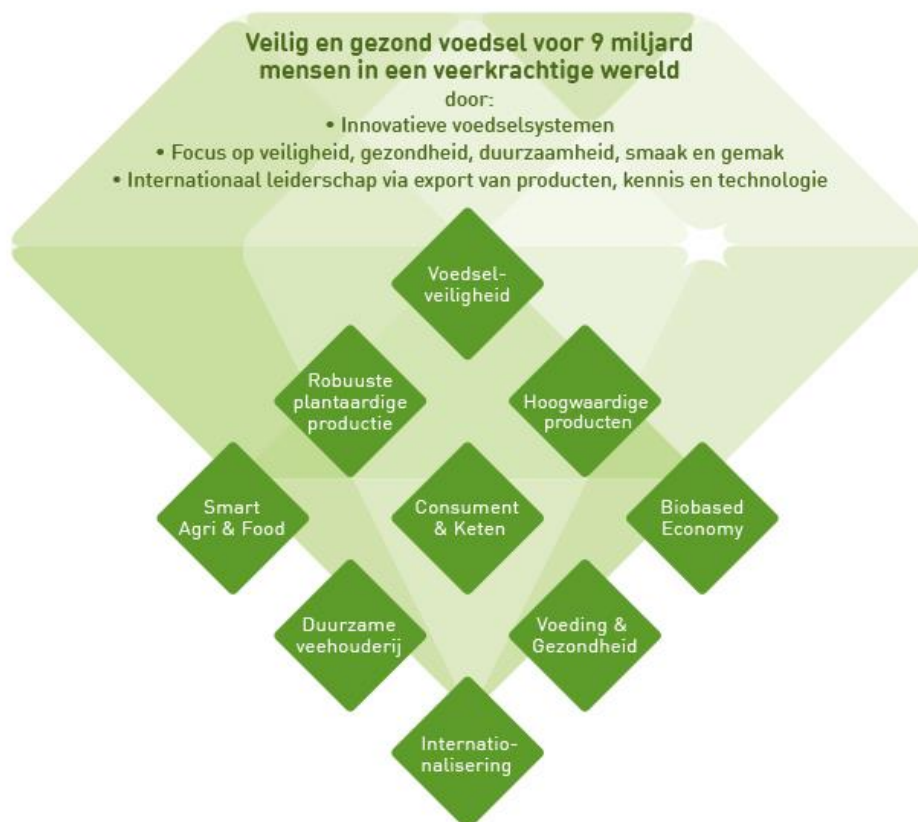 Veilig en gezond voedsel voor 9 miljard
mensen in een veerkrachtige wereld
door:
• Innovatieve voedselsystemen
• Focus op veiligheid, gezondheid, duurzaamheid, smaak en gemak
• Internationaal leiderschap via export van producten, kennis en technologie
Voedsel-
veiligheid
Robuuste
plantaardige
productie
Hoogwaardige
producten
Smart
Agri & Food
Consument
& Keten
Biobased
Economy
Duurzame
veehouderij
Voeding &
Gezondheid
Internatio-
nalisering